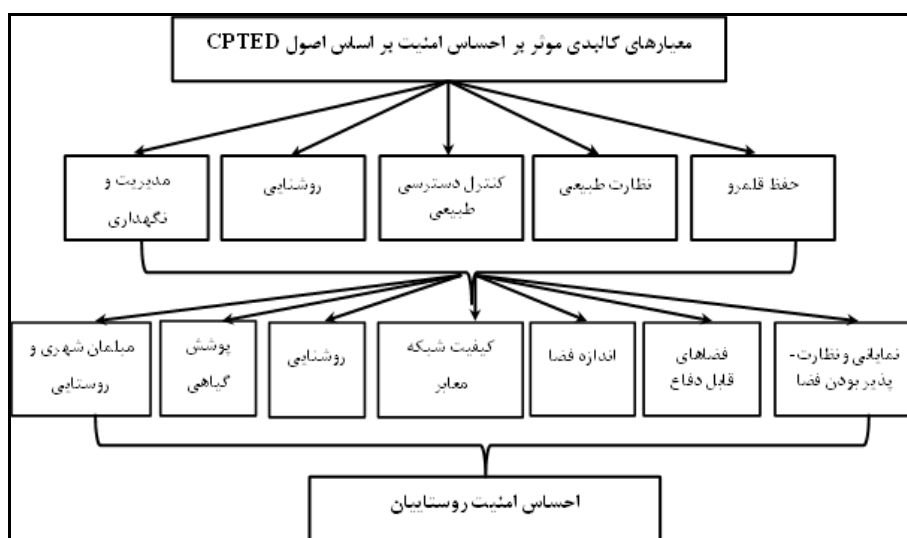 معیارهای کالبدی موثر بر احساس امنیت بر اساس اصول CPTED
حفظ قلمرو
نظارت طبیعی
کنترل دسترسی
طبیعی
روشنایی
مدیریت و
نگهداری
نمایانی و نظارت-
پذیر بودن فضا
فضاهای
قابل دفاع
اندازه فضا
کیفیت شبکه
معابر
روشنایی
پوشش
گیاهی
مبلمان شهری و
روستایی
احساس امنیت روستاییان